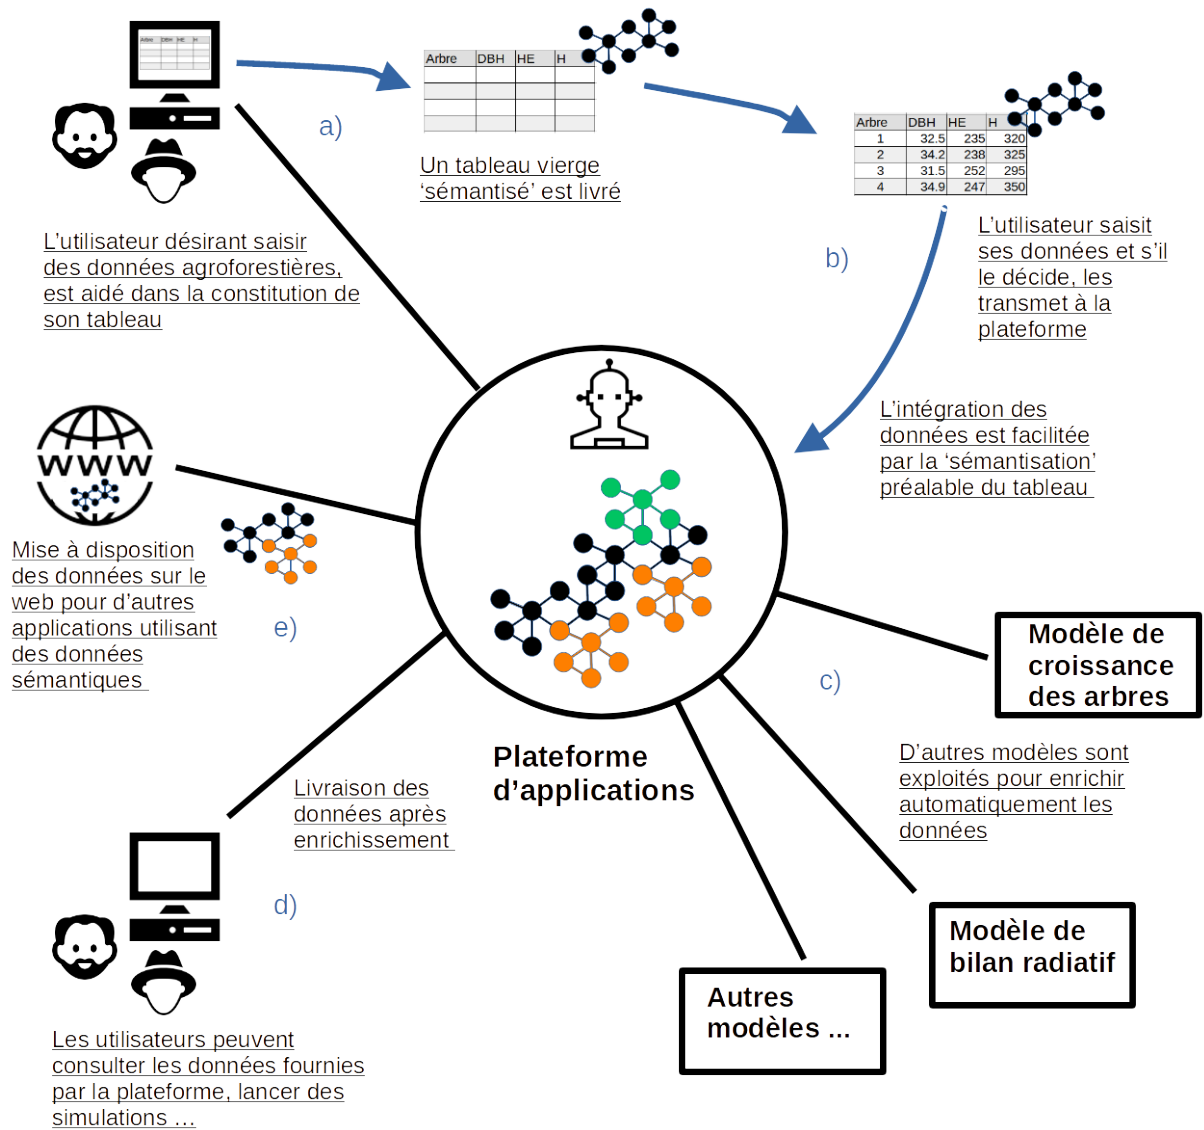 Arbre DBH HE H
a)
Arbre DBH HE H
Un tableau vierge
‘sémantisé’ est livré
Arbre DBH HE H
1 32.5 235 320
2 34.2 238 325
3 31.5 252 295
4 34.9 247 350
L’utilisateur désirant saisir
des données agroforestières,
est aidé dans la constitution de
son tableau
b)
L’utilisateur saisit
ses données et s’il
le décide, les
transmet à la
plateforme
L’intégration des
données est facilitée
par la ‘sémantisation’
préalable du tableau
WWW
Mise à disposition
des données sur le
web pour d’autres
applications utilisant
des données
sémantiques
e)
Plateforme
d’applications
c)
Modèle de
croissance
des arbres
D’autres modèles sont
exploités pour enrichir
automatiquement les
données
Modèle de
bilan radiatif
Autres
modèles ...
Livraison des
données après
enrichissement
d)
Les utilisateurs peuvent
consulter les données fournies
par la plateforme, lancer des
simulations …